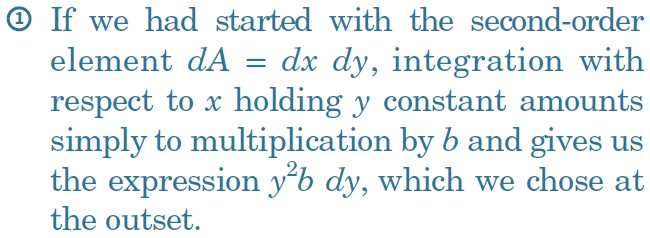 ① If we had started with the second-order
element dA = dx dy, integration with
respect to x holding y constant amounts
simply to multiplication by b and gives us
the expression y²b dy, which we chose at
the outset.